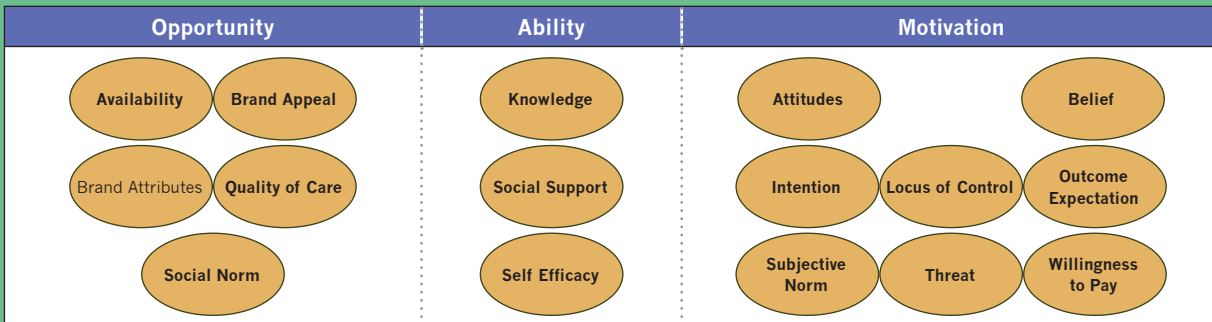 Opportunity
Ability
Motivation
Availability
Brand Appeal
Knowledge
Attitudes
Belief
Brand Attributes
Quality of Care
Social Support
Intention
Locus of Control
Outcome
Expectation
Social Norm
Self Efficacy
Subjective
Norm
Threat
Willingness
to Pay